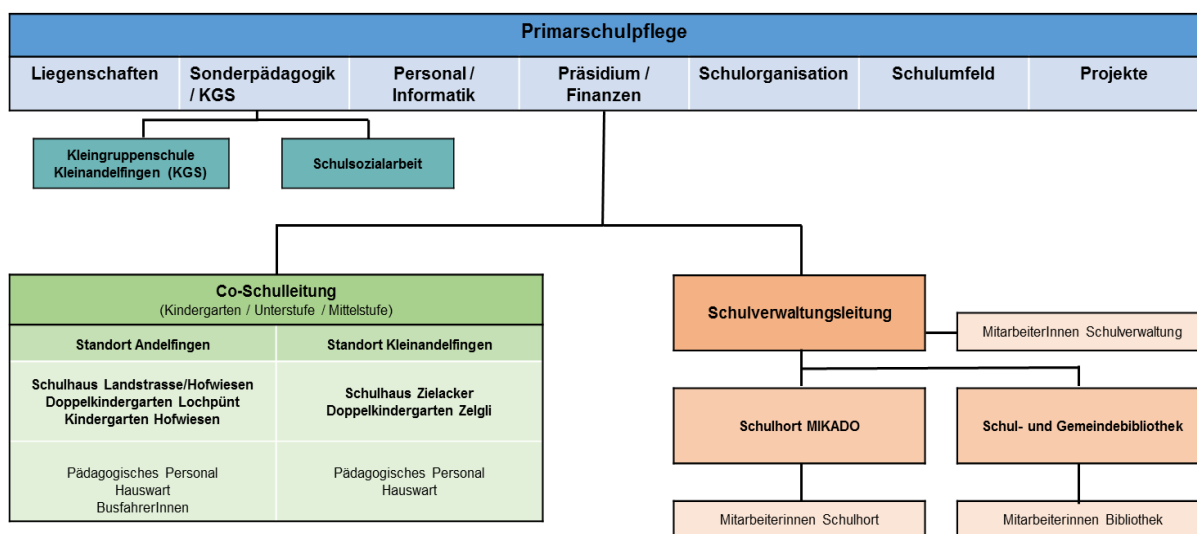 Primarschulpflege
Liegenschaften
Sonderpädagogik
/ KGS
Personal /
Informatik
Präsidium /
Finanzen
Schulorganisation
Schulumfeld
Projekte
Kleingruppenschule
Kleinandelfingen (KGS)
Schulsozialarbeit
Co-Schulleitung
(Kindergarten / Unterstufe / Mittelstufe)
Standort Andelfingen
Standort Kleinandelfingen
Schulhaus Landstrasse/Hofwiesen
Doppelkindergarten Lochpünt
Kindergarten Hofwiesen
Schulhaus Zielacker
Doppelkindergarten Zelgli
Pädagogisches Personal
Hauswart
BusfahrerInnen
Pädagogisches Personal
Hauswart
Schulverwaltungsleitung
MitarbeiterInnen Schulverwaltung
Schulhort MIKADO
Schul- und Gemeindebibliothek
Mitarbeiterinnen Schulhort
Mitarbeiterinnen Bibliothek